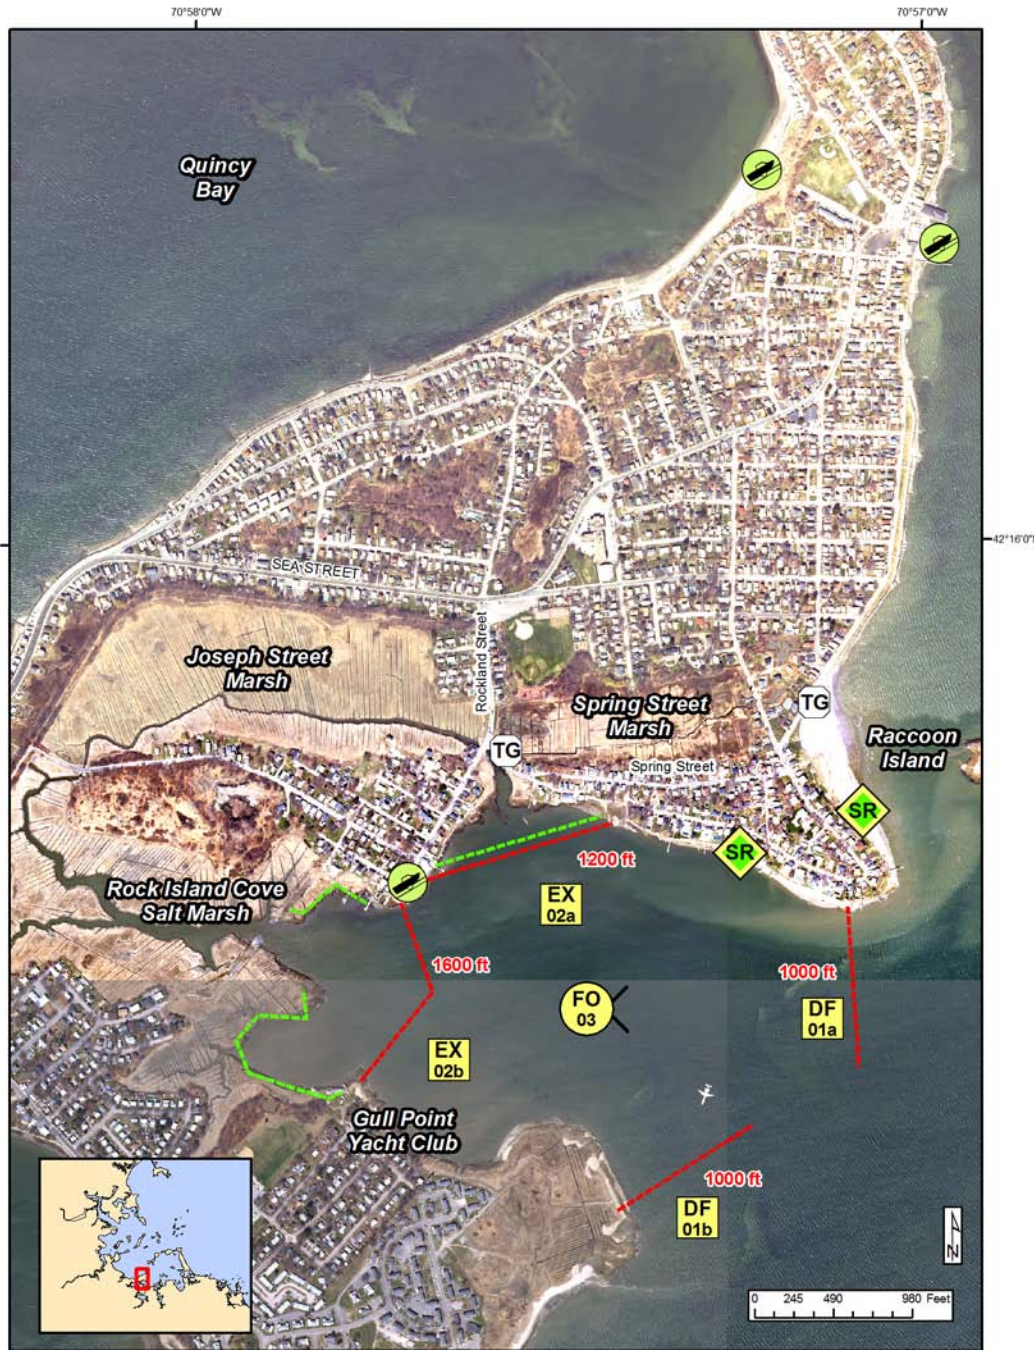 70°58'0"W
70°57'0"W
Quincy
Bay
42°16'0"N
SEA STREET
Joseph Street
Marsh
Rockland Street
Spring Street
Marsh
TG
TG
Spring Street
Raccoon
Island
SR
SR
1200 ft
Rock Island Cove
Salt Marsh
EX
02a
1600 ft
1000 ft
FO
03
DF
01a
EX
02b
Gull Point
Yacht Club
1000 ft
DF
01b
N
0 245 490 980 Feet